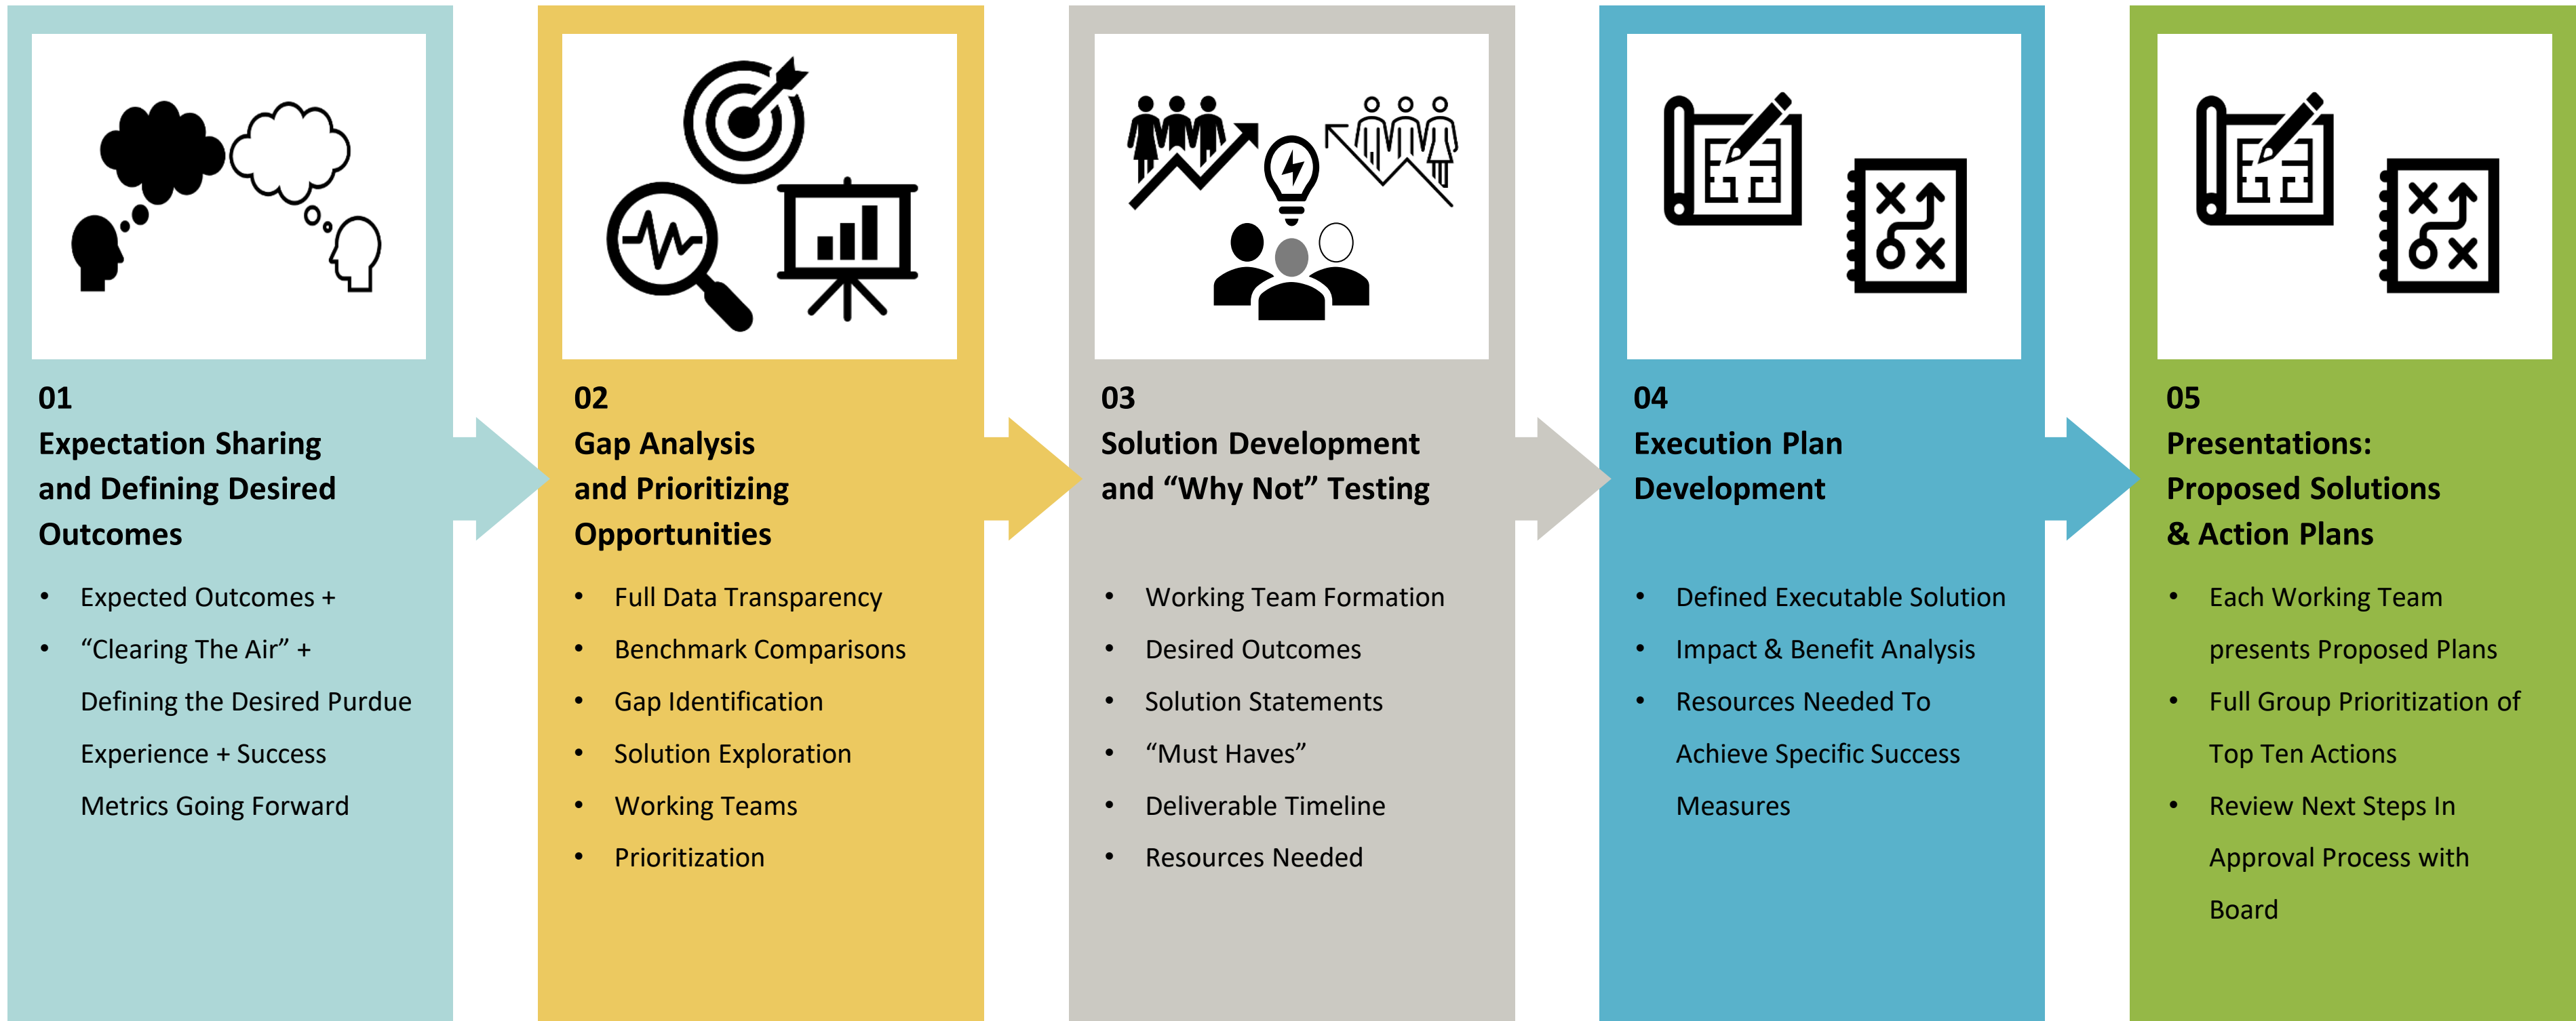 01
Expectation Sharing
and Defining Desired
Outcomes
• Expected Outcomes +
• “Clearing The Air” +
Defining the Desired Purdue
Experience + Success
Metrics Going Forward
02
Gap Analysis
and Prioritizing
Opportunities
• Full Data Transparency
• Benchmark Comparisons
• Gap Identification
• Solution Exploration
• Working Teams
• Prioritization
03
Solution Development
and “Why Not” Testing
• Working Team Formation
• Desired Outcomes
• Solution Statements
• “Must Haves”
• Deliverable Timeline
• Resources Needed
04
Execution Plan
Development
• Defined Executable Solution
• Impact & Benefit Analysis
• Resources Needed To
Achieve Specific Success
Measures
05
Presentations:
Proposed Solutions
& Action Plans
• Each Working Team
presents Proposed Plans
• Full Group Prioritization of
Top Ten Actions
• Review Next Steps In
Approval Process with
Board